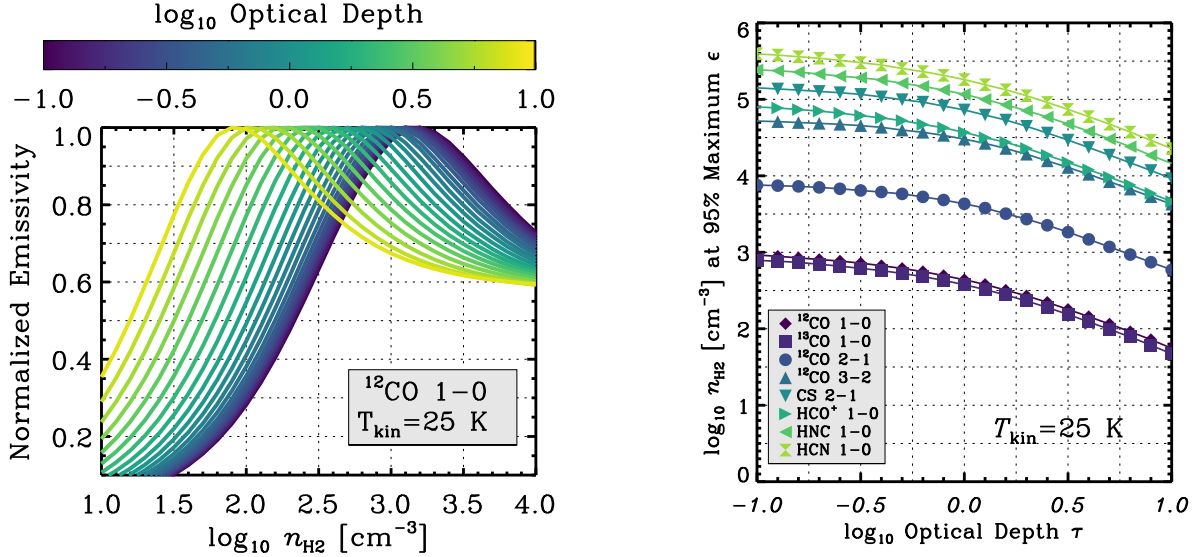 log₁₀ Optical Depth
−1.0 −0.5 0.0 0.5 1.0
Normalized Emissivity
1.0
0.8
0.6
0.4
0.2
¹²CO 1−0
T_kin=25 K
1.0 1.5 2.0 2.5 3.0 3.5 4.0
log₁₀ n_H2 [cm⁻³]
log₁₀ n_H2 [cm⁻³] at 95% Maximum ϵ
6
5
4
3
2
1
0
¹²CO 1−0
¹³CO 1−0
¹²CO 2−1
¹²CO 3−2
CS 2−1
HCO⁺ 1−0
HNC 1−0
HCN 1−0
T_kin=25 K
−1.0 −0.5 0.0 0.5 1.0
log₁₀ Optical Depth τ